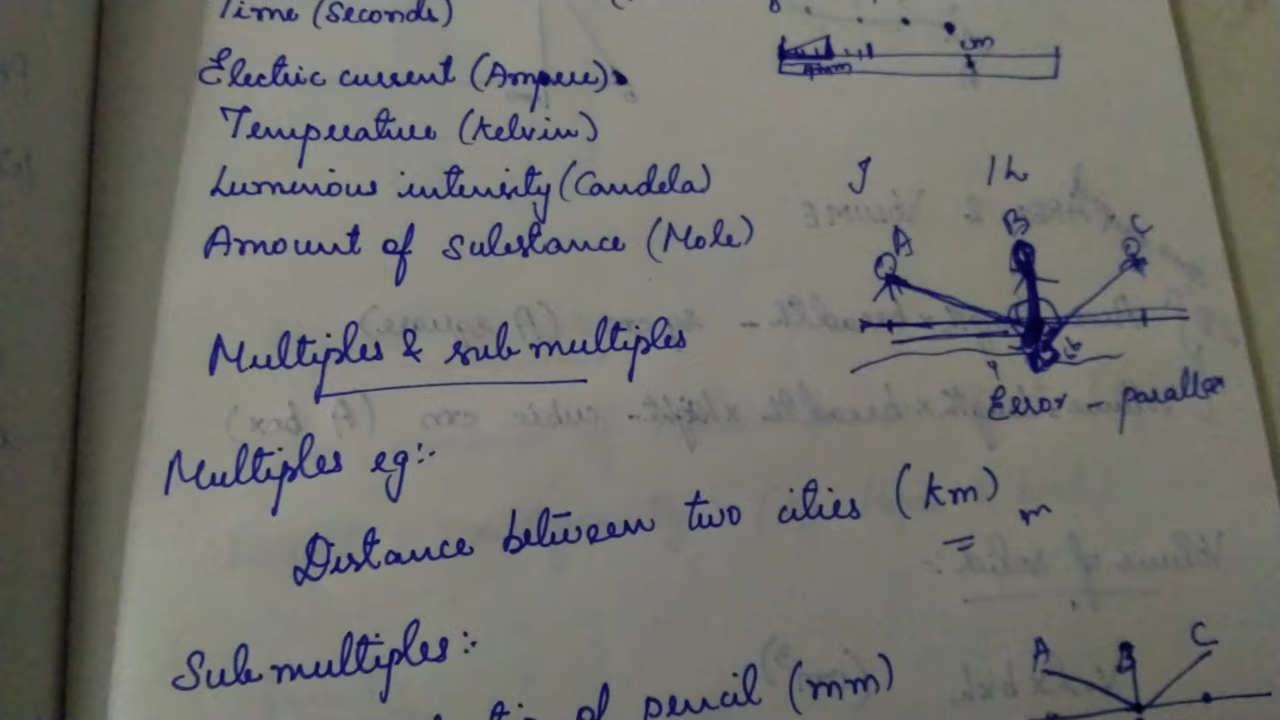 Time (Seconds)
Electric current (Ampere)
cm
Temperature (Kelvin)
Luminous intensity (Candela)
A B C
Amount of substance (Mole)
Multiples & sub multiples
Error - parallax
Multiples eg:-
Distance between two cities (km) m
Sub multiples:-
A B C
of pencil (mm)